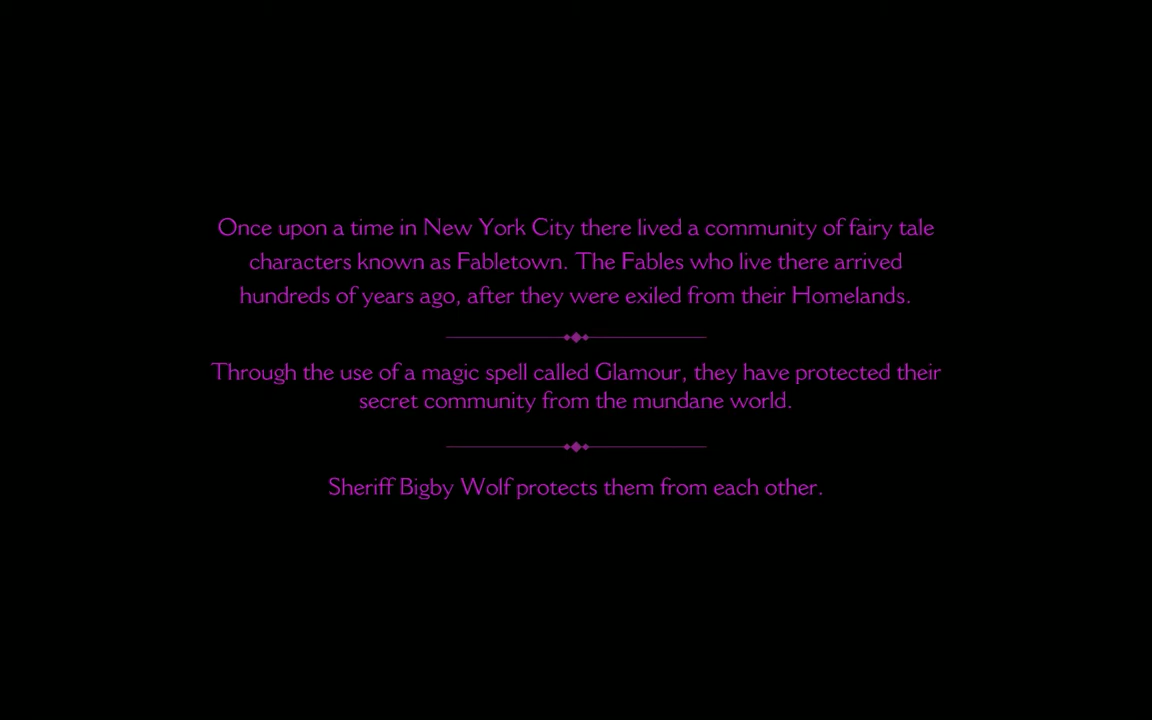 Once upon a time in New York City there lived a community of fairy tale
characters known as Fabletown. The Fables who live there arrived
hundreds of years ago, after they were exiled from their Homelands.
Through the use of a magic spell called Glamour, they have protected their
secret community from the mundane world.
Sheriff Bigby Wolf protects them from each other.